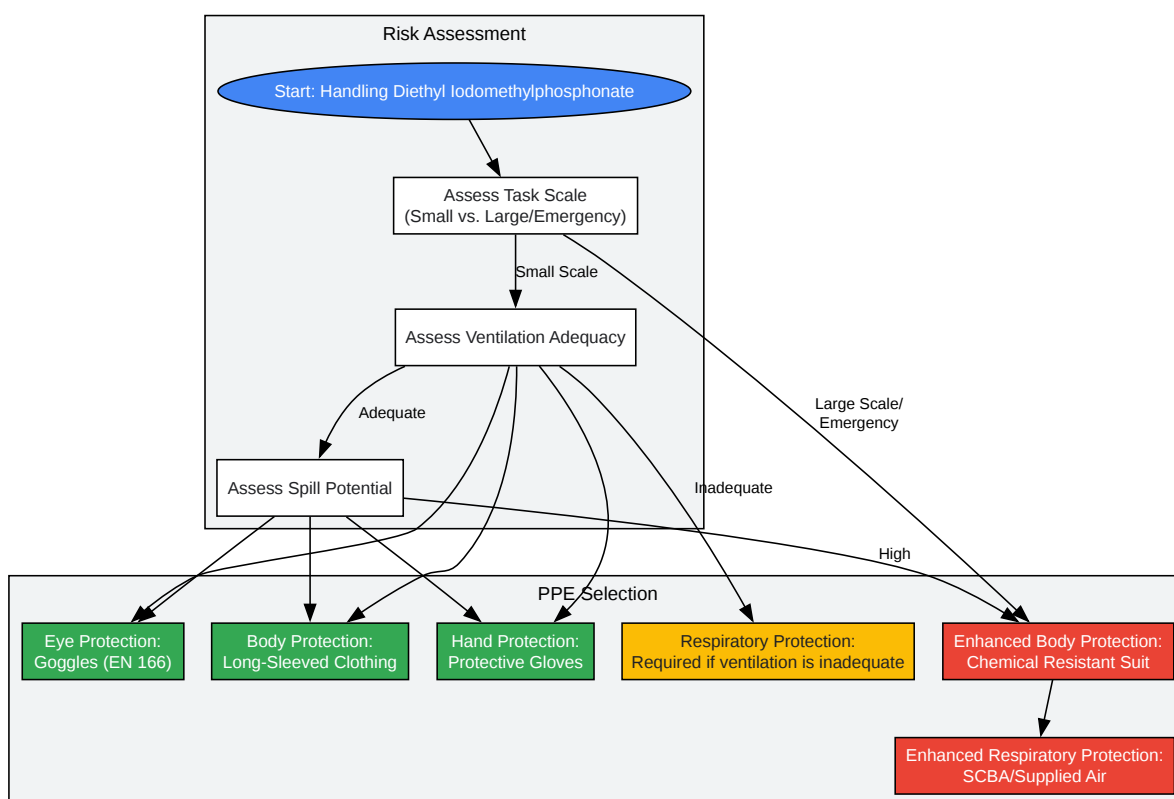 Risk Assessment
Start: Handling Diethyl Iodomethylphosphonate
Assess Task Scale
(Small vs. Large/Emergency)
Small Scale
Assess Ventilation Adequacy
Large Scale/
Emergency
Adequate
Assess Spill Potential
Inadequate
High
PPE Selection
Eye Protection:
Goggles (EN 166)
Body Protection:
Long-Sleeved Clothing
Hand Protection:
Protective Gloves
Respiratory Protection:
Required if ventilation is inadequate
Enhanced Body Protection:
Chemical Resistant Suit
Enhanced Respiratory Protection:
SCBA/Supplied Air